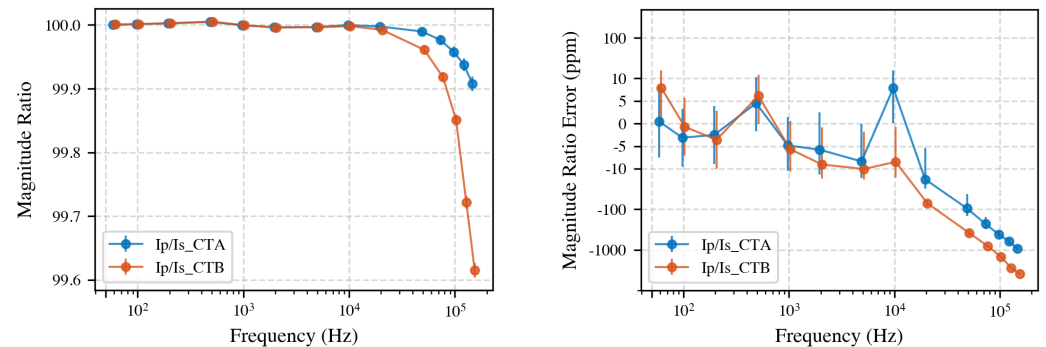 100.0
99.9
99.8
99.7
99.6
Magnitude Ratio
Ip/Is_CTA
Ip/Is_CTB
10²
10³
10⁴
10⁵
Frequency (Hz)
100
10
5
0
-5
-10
-100
-1000
Magnitude Ratio Error (ppm)
Ip/Is_CTA
Ip/Is_CTB
10²
10³
10⁴
10⁵
Frequency (Hz)